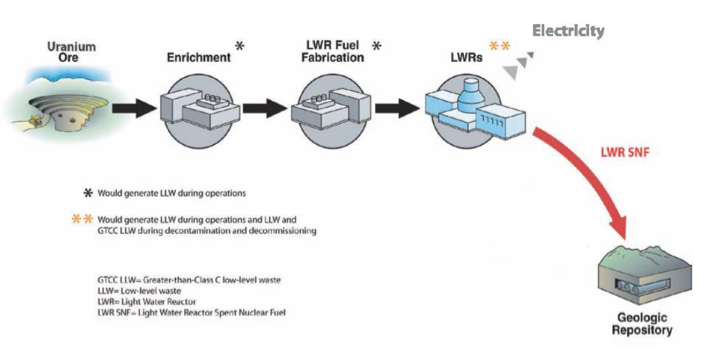 Electricity
Uranium
Ore
Enrichment *
LWR Fuel
Fabrication *
LWRs **
LWR SNF
* Would generate LLW during operations
** Would generate LLW during operations and LLW and
GTCC LLW during decontamination and decommissioning
GTCC LLW= Greater-than-Class C low-level waste
LLW= Low-level waste
LWR= Light Water Reactor
LWR SNF= Light Water Reactor Spent Nuclear Fuel
Geologic
Repository